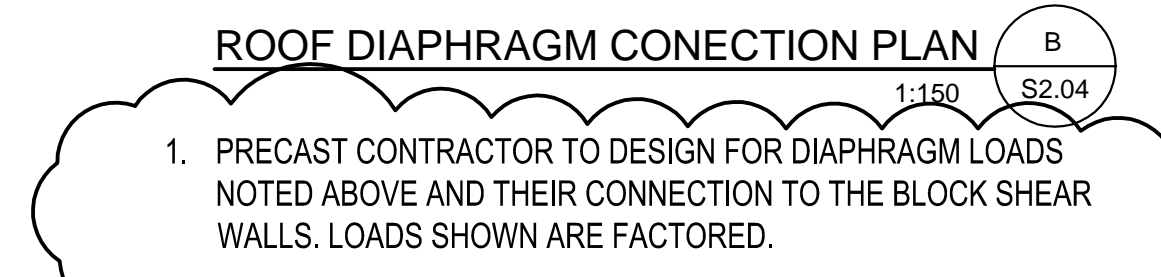 ROOF DIAPHRAGM CONECTION PLAN
B
1:150
S2.04
1. PRECAST CONTRACTOR TO DESIGN FOR DIAPHRAGM LOADS
NOTED ABOVE AND THEIR CONNECTION TO THE BLOCK SHEAR
WALLS. LOADS SHOWN ARE FACTORED.